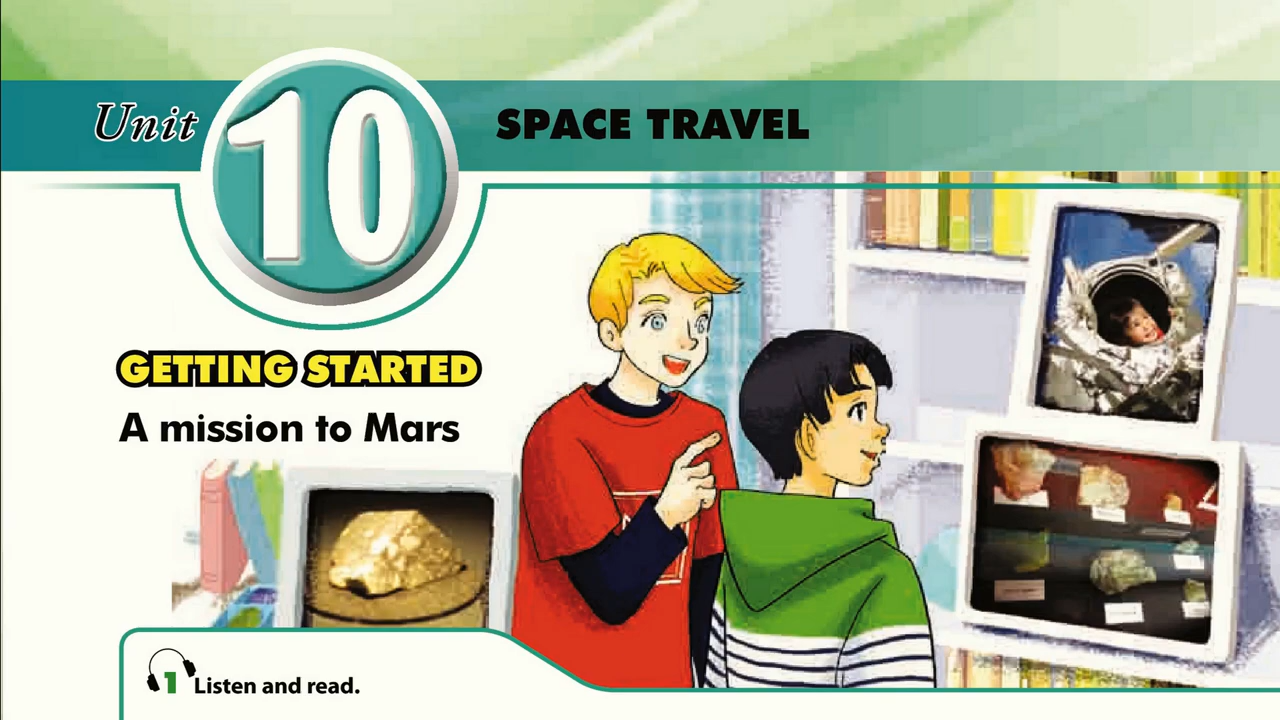 Unit 10 SPACE TRAVEL
GETTING STARTED
A mission to Mars
1 Listen and read.